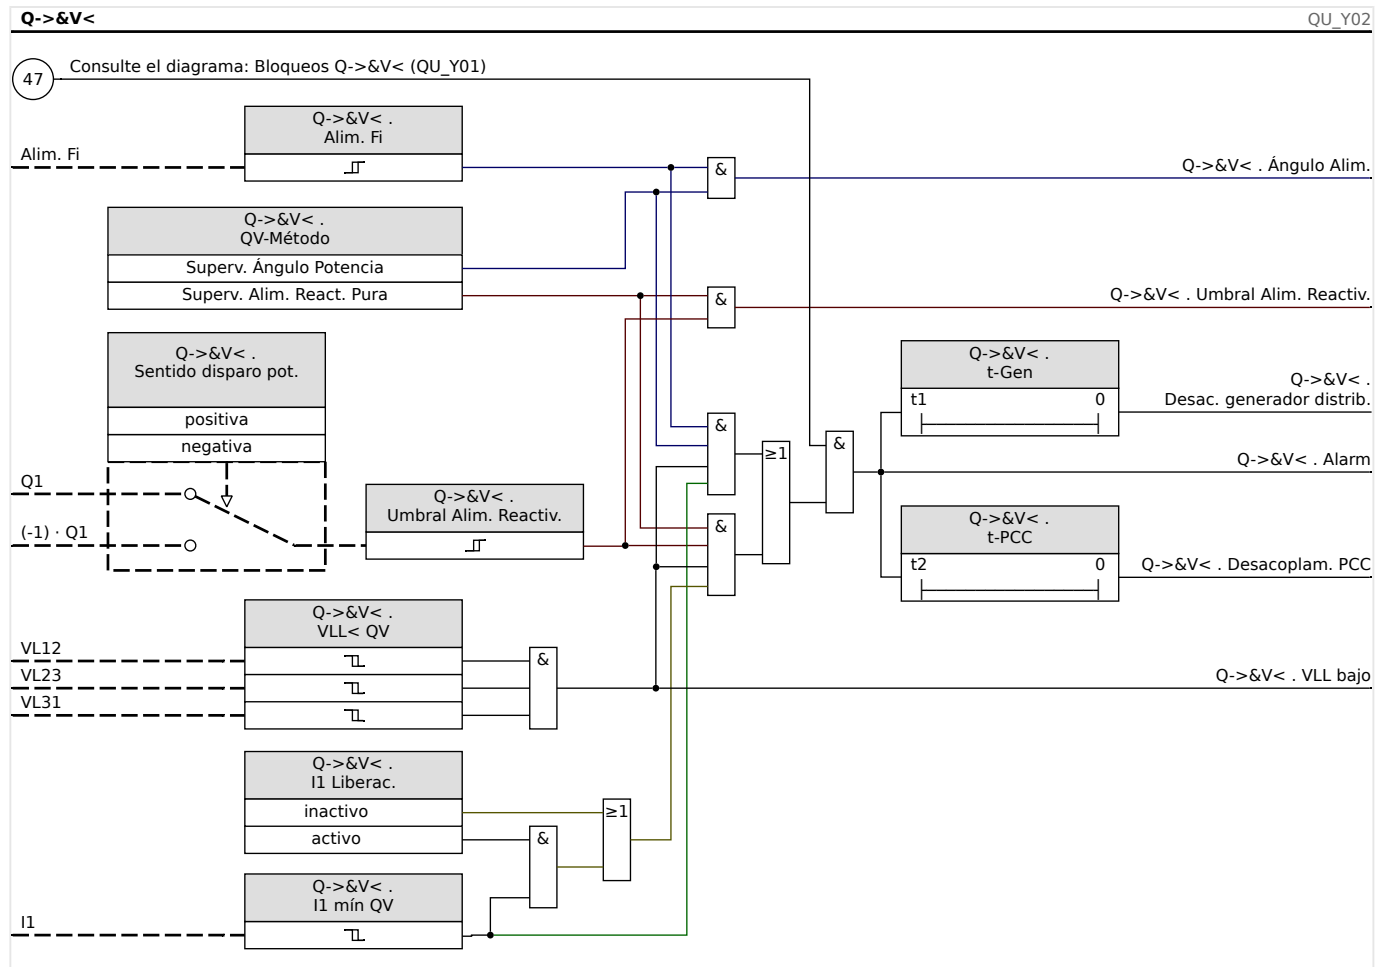 Q->&V<
QU_Y02
47
Consulte el diagrama: Bloqueos Q->&V< (QU_Y01)
Q->&V< .
Alim. Fi
Alim. Fi
&
Q->&V< . Ángulo Alim.
Q->&V< .
QV-Método
Superv. Ángulo Potencia
Superv. Alim. React. Pura
&
Q->&V< . Umbral Alim. Reactiv.
Q->&V< .
Sentido disparo pot.
positiva
negativa
Q->&V< .
t-Gen
t1
0
Q->&V< .
Desac. generador distrib.
&
≥1
&
Q->&V< . Alarm
Q1
(-1) · Q1
Q->&V< .
Umbral Alim. Reactiv.
&
Q->&V< .
t-PCC
t2
0
Q->&V< . Desacoplam. PCC
Q->&V< .
VLL< QV
VL12
VL23
VL31
&
Q->&V< . VLL bajo
Q->&V< .
I1 Liberac.
inactivo
activo
≥1
&
Q->&V< .
I1 mín QV
I1